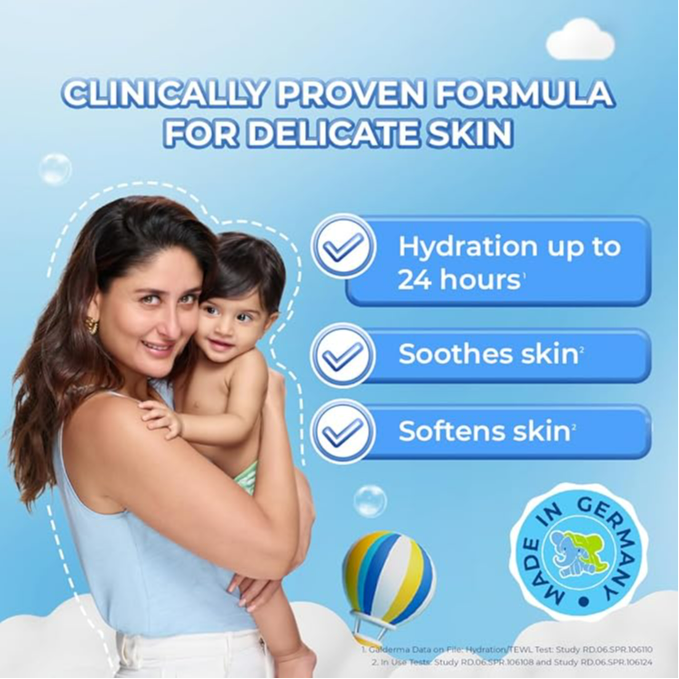 CLINICALLY PROVEN FORMULA
FOR DELICATE SKIN
Hydration up to
24 hours¹
Soothes skin²
Softens skin²
MADE IN GERMANY
1. Galderma Data on File: Hydration/TEWL Test: Study RD.06.SPR.106110
2. In Use Tests: Study RD.06.SPR.106108 and Study RD.06.SPR.106124